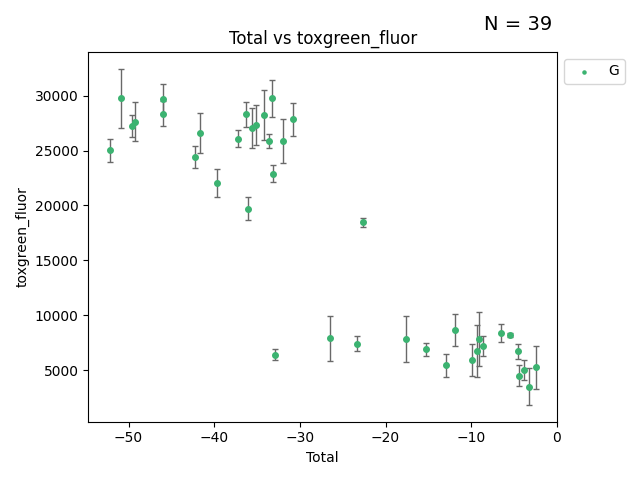 N = 39
Total vs toxgreen_fluor
G
toxgreen_fluor
30000
25000
20000
15000
10000
5000
−50 −40 −30 −20 −10 0
Total